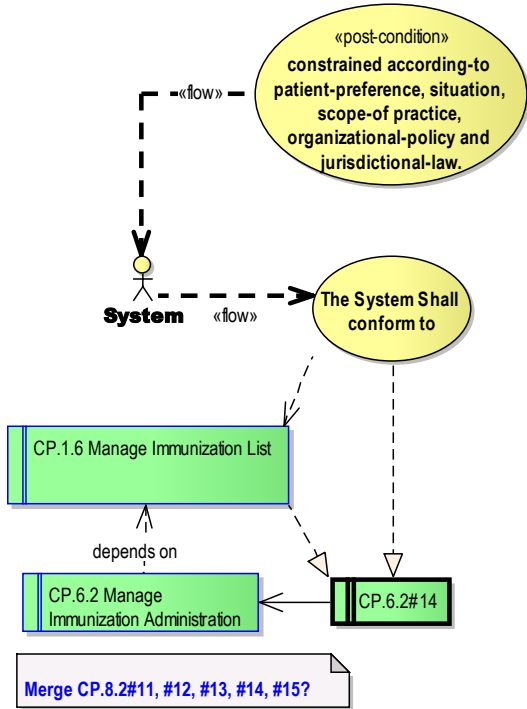 «post-condition»
constrained according-to
patient-preference, situation,
scope-of practice,
organizational-policy and
jurisdictional-law.
«flow»
System
«flow»
The System Shall
conform to
CP.1.6 Manage Immunization List
depends on
CP.6.2 Manage
Immunization Administration
CP.6.2#14
Merge CP.8.2#11, #12, #13, #14, #15?